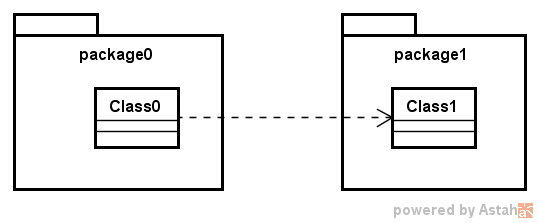 package0
package1
Class0
Class1
powered by Astah